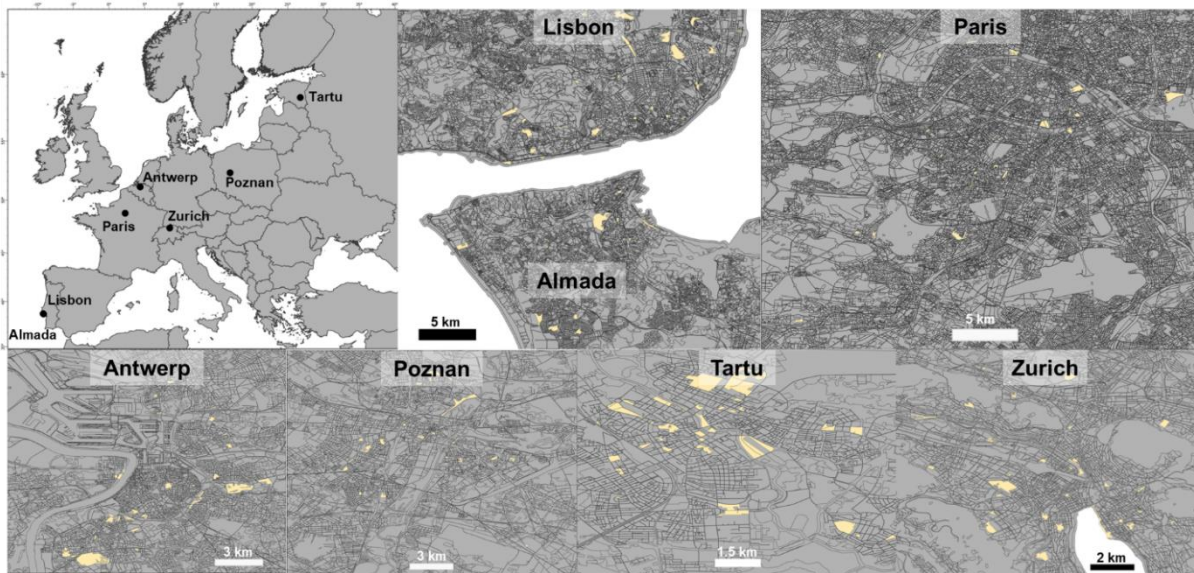 Tartu
Antwerp
Poznan
Paris
Zurich
Lisbon
Almada
Lisbon
Almada
5 km
Paris
5 km
Antwerp
3 km
Poznan
3 km
Tartu
1.5 km
Zurich
2 km